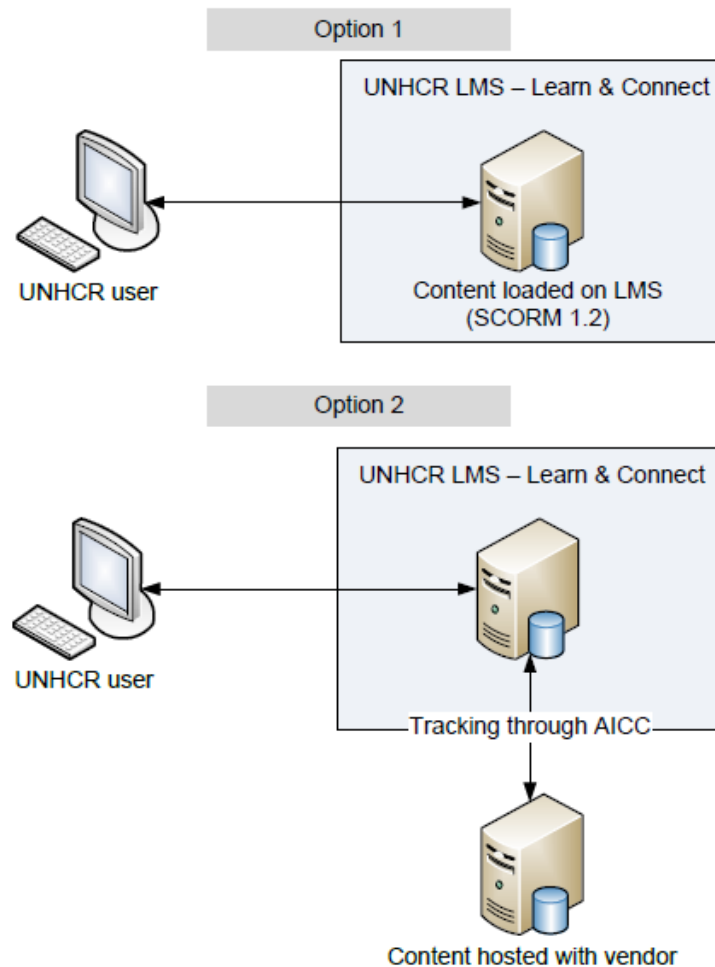 Option 1
UNHCR LMS – Learn & Connect
UNHCR user
Content loaded on LMS
(SCORM 1.2)
Option 2
UNHCR LMS – Learn & Connect
UNHCR user
Tracking through AICC
Content hosted with vendor